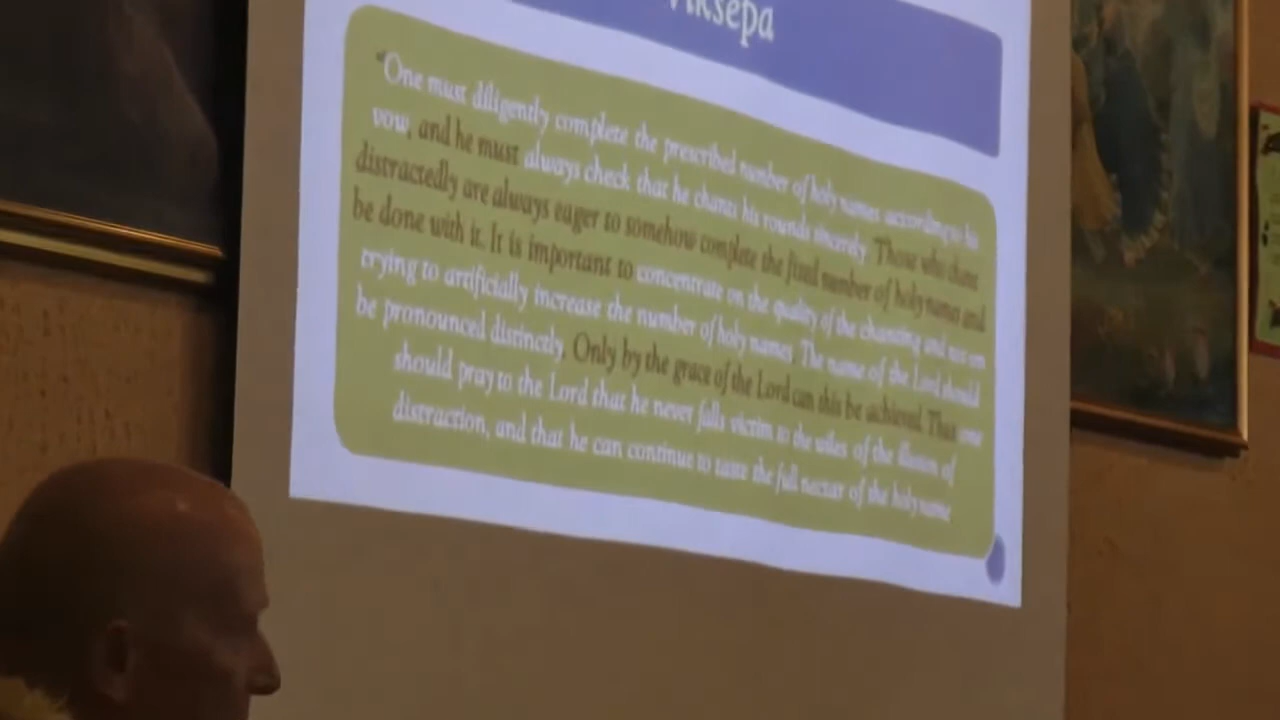 Viksepa
“One must diligently complete the prescribed number of holy names according to his
vow, and he must always check that he chants his rounds sincerely. Those who chant
distractedly are always eager to somehow complete the fixed number of holy names and
be done with it. It is important to concentrate on the quality of the chanting and not on
trying to artificially increase the number of holy names. The name of the Lord should
be pronounced distinctly. Only by the grace of the Lord can this be achieved. Thus one
should pray to the Lord that he never falls victim to the wiles of the illusion of
distraction, and that he can continue to taste the full nectar of the holy name